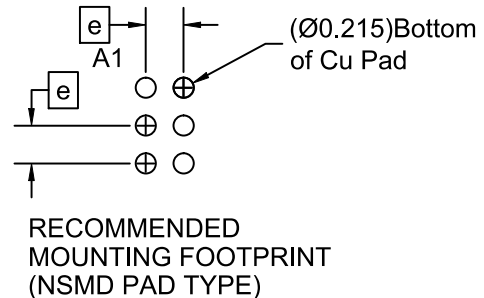 e
(Ø0.215)Bottom
A1
of Cu Pad
e
RECOMMENDED
MOUNTING FOOTPRINT
(NSMD PAD TYPE)